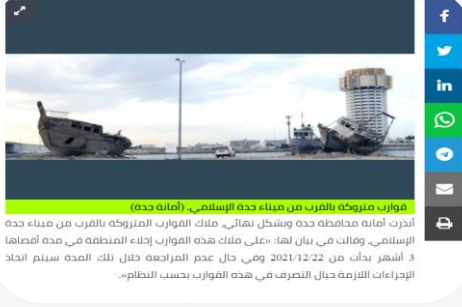 قوارب متروكة بالقرب من ميناء جدة الإسلامي. (أمانة جدة)
أنذرت أمانة محافظة جدة وبشكل نهائي، ملاك القوارب المتروكة بالقرب من ميناء جدة
الإسلامي، وقالت في بيان لها: «على ملاك هذه القوارب إخلاء المنطقة في مدة أقصاها
3 أشهر بدأت من 2021/12/22 وفي حال عدم المراجعة خلال تلك المدة سيتم اتخاذ
الإجراءات اللازمة حيال التصرف في هذه القوارب بحسب النظام».